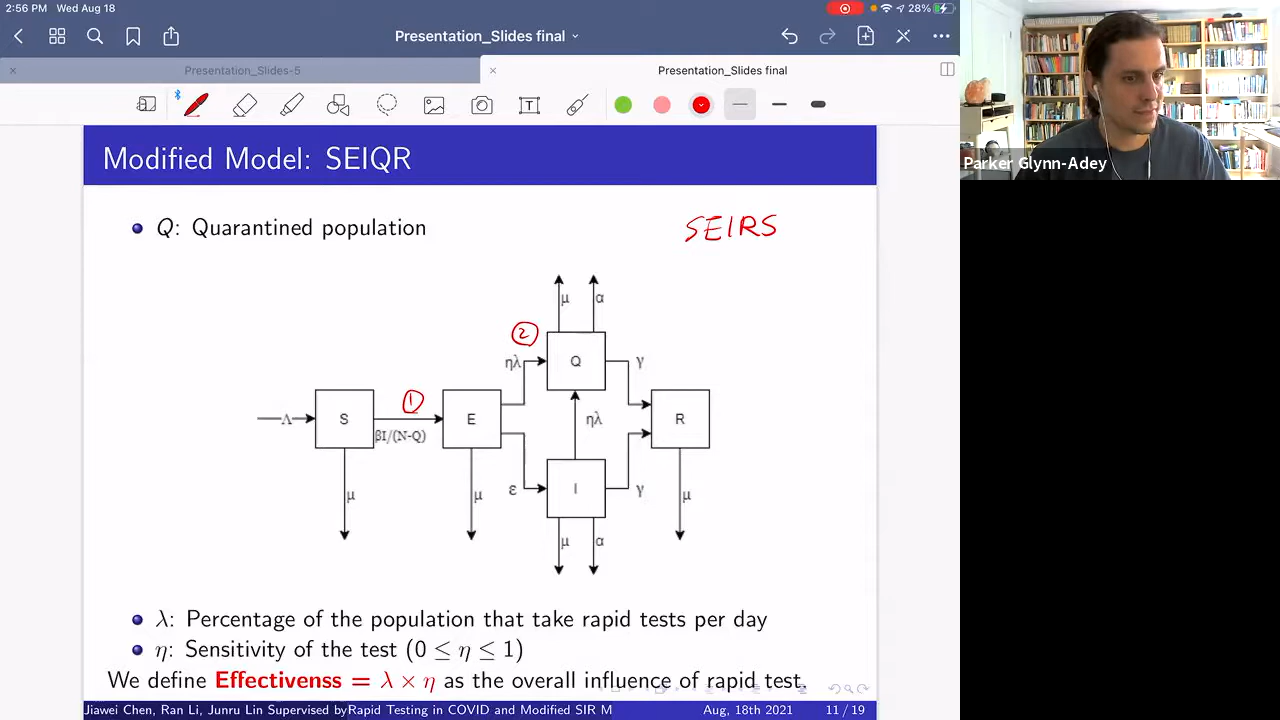 2:56 PM Wed Aug 18
28%
Presentation_Slides final
Presentation_Slides-5
Presentation_Slides final
Parker Glynn-Adey
Modified Model: SEIQR
Q: Quarantined population
SEIRS
μ α
②
Q
ηλ γ
①
Λ S E ηλ R
βI/(N-Q)
μ μ ε I γ μ
μ α
λ: Percentage of the population that take rapid tests per day
η: Sensitivity of the test (0 ≤ η ≤ 1)
We define Effectivenss = λ × η as the overall influence of rapid test.
Jiawei Chen, Ran Li, Junru Lin Supervised by Rapid Testing in COVID and Modified SIR M Aug, 18th 2021 11 / 19